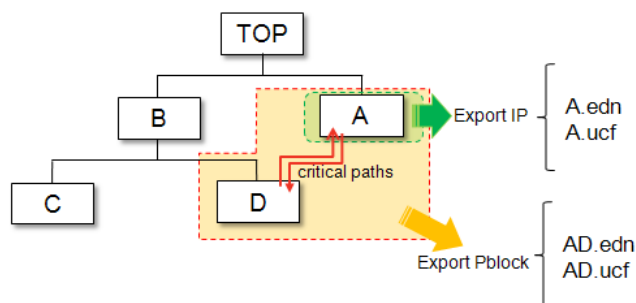 TOP
B
A
Export IP
A.edn
A.ucf
critical paths
C
D
Export Pblock
AD.edn
AD.ucf